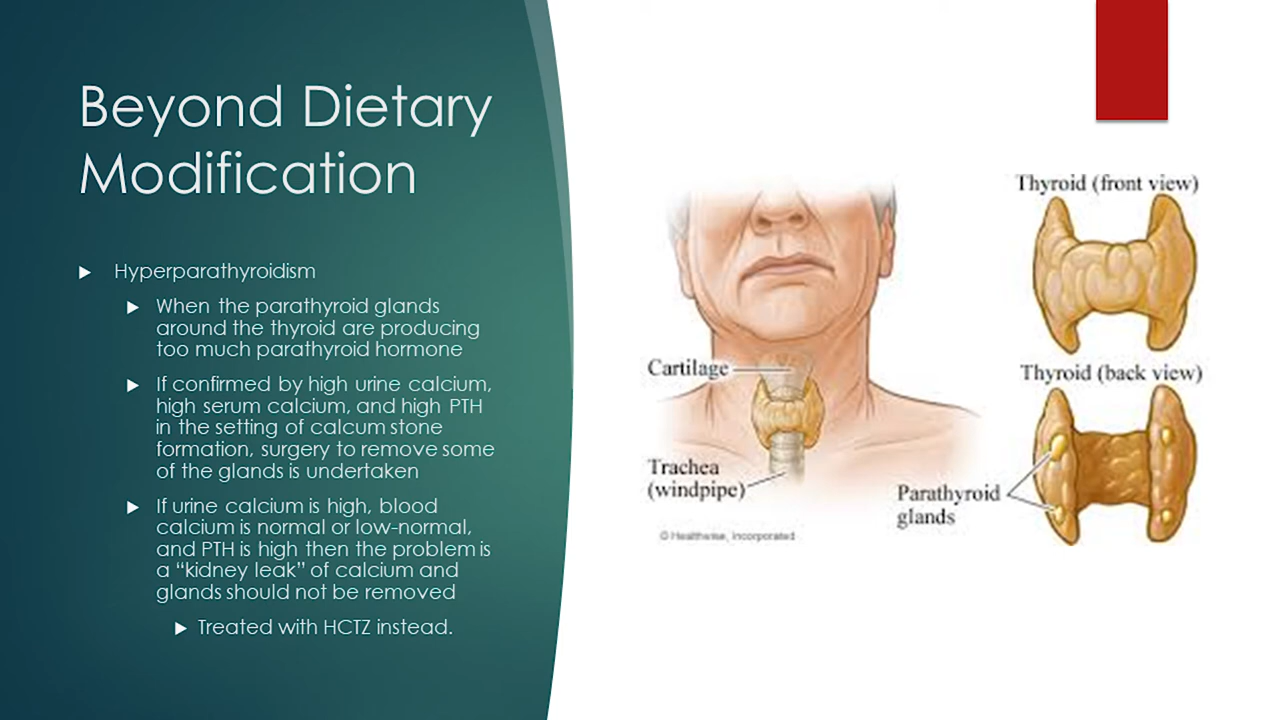 Beyond Dietary
Modification
Hyperparathyroidism
When the parathyroid glands
around the thyroid are producing
too much parathyroid hormone
If confirmed by high urine calcium,
high serum calcium, and high PTH
in the setting of calcum stone
formation, surgery to remove some
of the glands is undertaken
If urine calcium is high, blood
calcium is normal or low-normal,
and PTH is high then the problem is
a “kidney leak” of calcium and
glands should not be removed
Treated with HCTZ instead.
Thyroid (front view)
Cartilage
Thyroid (back view)
Trachea
(windpipe)
Parathyroid
glands
© Healthwise, Incorporated